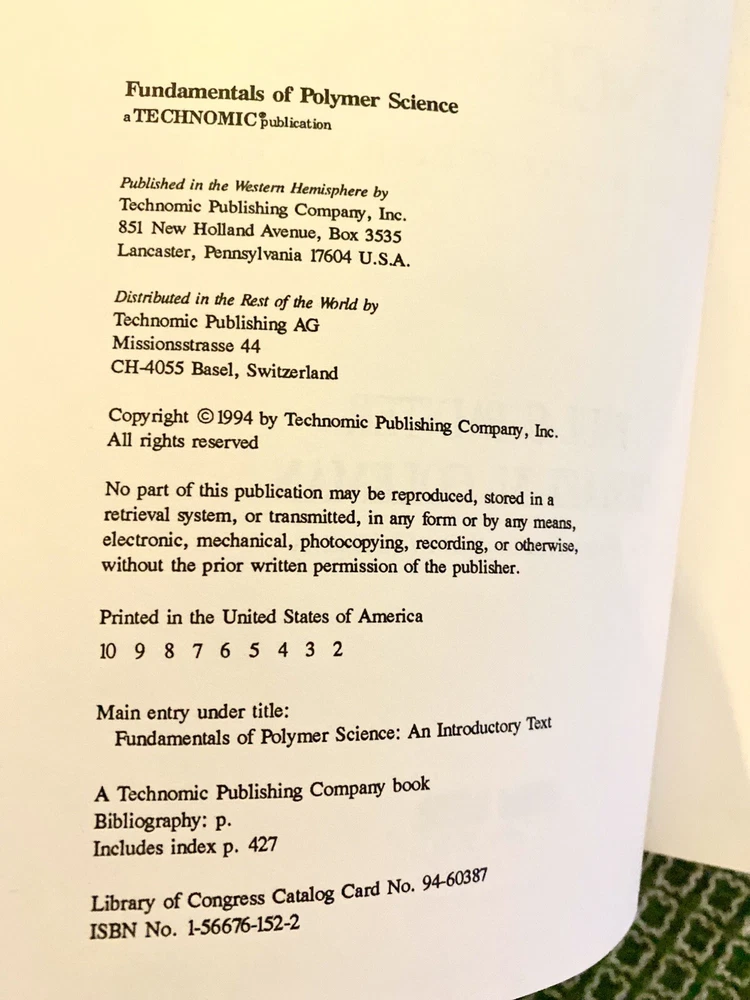 Fundamentals of Polymer Science
a TECHNOMIC® publication
Published in the Western Hemisphere by
Technomic Publishing Company, Inc.
851 New Holland Avenue, Box 3535
Lancaster, Pennsylvania 17604 U.S.A.
Distributed in the Rest of the World by
Technomic Publishing AG
Missionsstrasse 44
CH-4055 Basel, Switzerland
Copyright © 1994 by Technomic Publishing Company, Inc.
All rights reserved
No part of this publication may be reproduced, stored in a
retrieval system, or transmitted, in any form or by any means,
electronic, mechanical, photocopying, recording, or otherwise,
without the prior written permission of the publisher.
Printed in the United States of America
10 9 8 7 6 5 4 3 2
Main entry under title:
Fundamentals of Polymer Science: An Introductory Text
A Technomic Publishing Company book
Bibliography: p.
Includes index p. 427
Library of Congress Catalog Card No. 94-60387
ISBN No. 1-56676-152-2